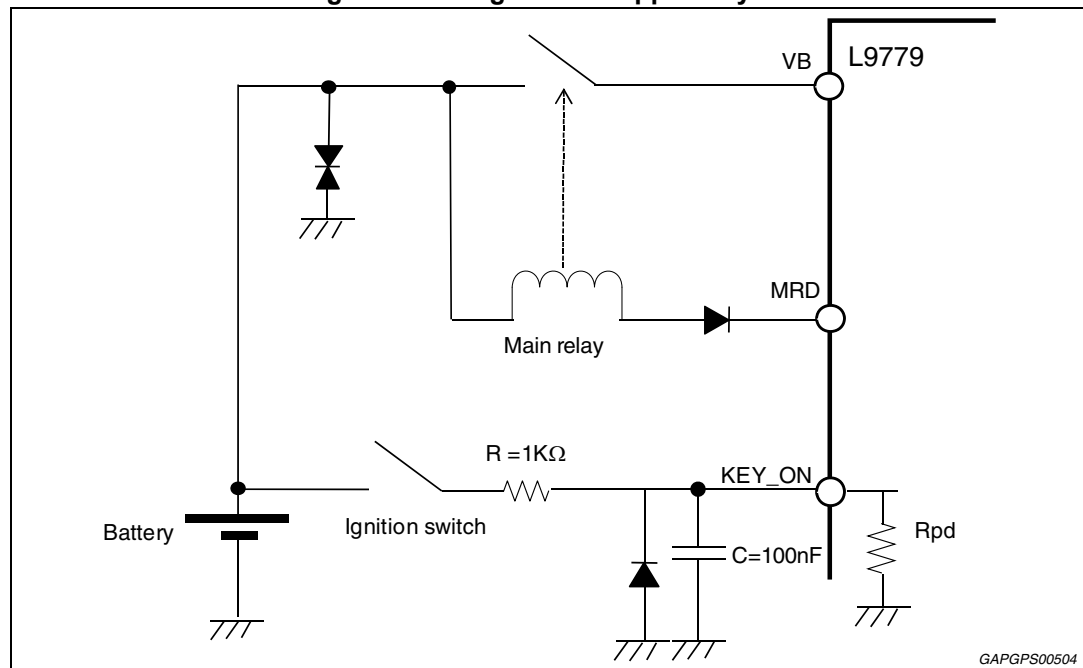 VB
L9779
MRD
Main relay
R =1KΩ
KEY_ON
Battery
Ignition switch
C=100nF
Rpd
GAPGPS00504